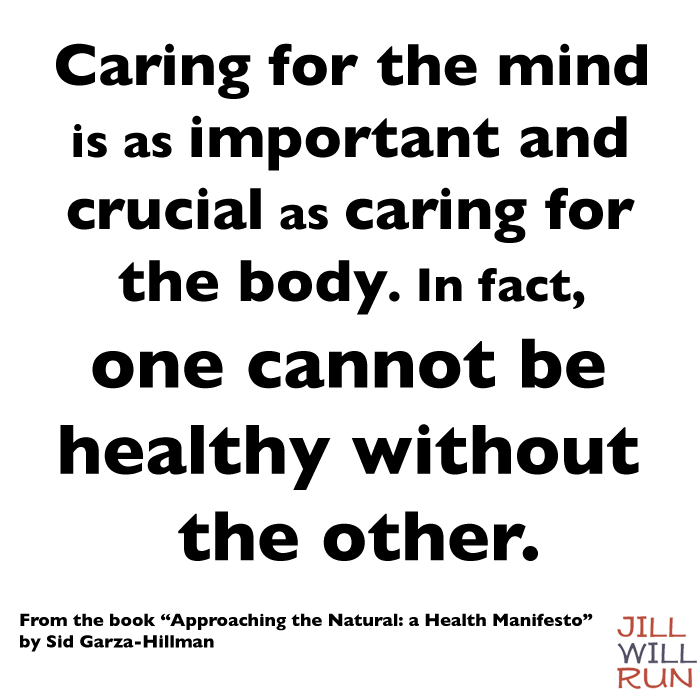 Caring for the mind
is as important and
crucial as caring for
the body. In fact,
one cannot be
healthy without
the other.
From the book “Approaching the Natural: a Health Manifesto”
by Sid Garza-Hillman
JILL
WILL
RUN